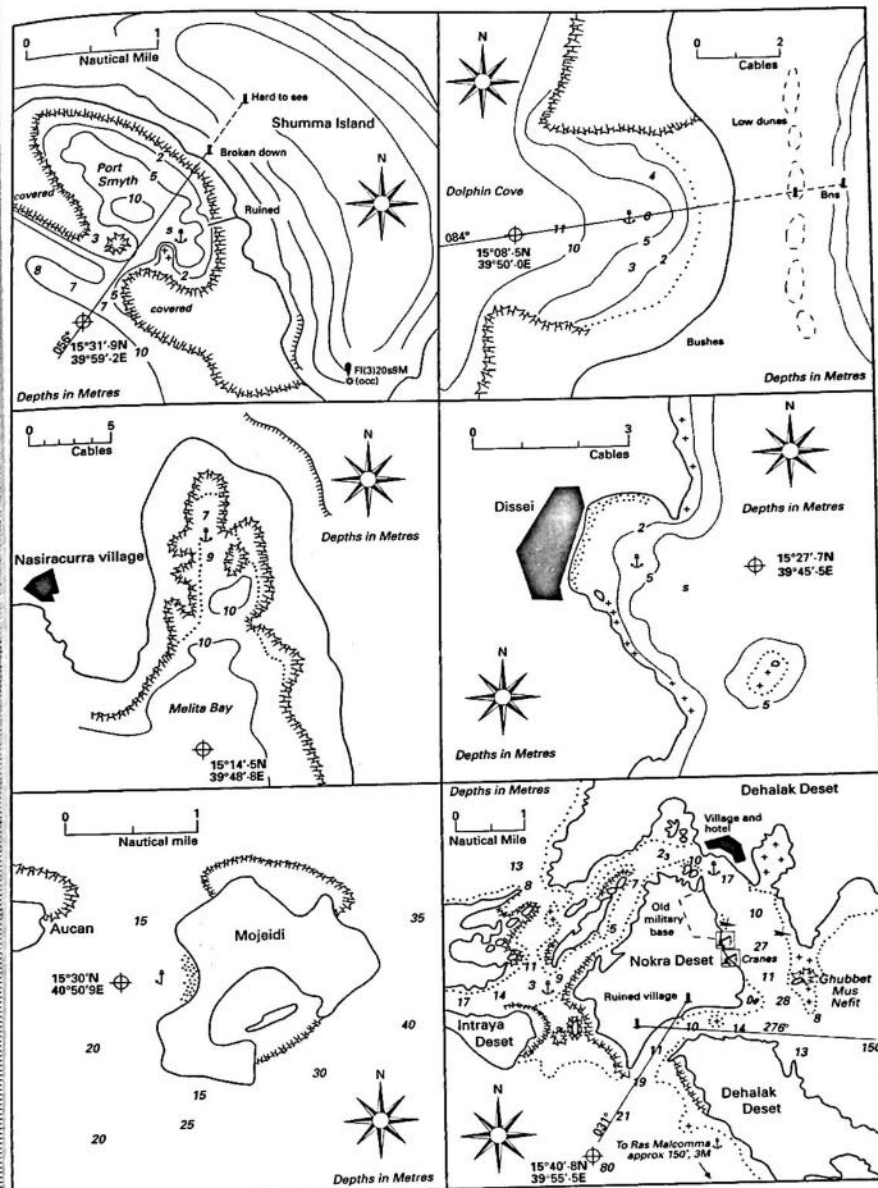 0 1
Nautical Mile
Hard to see
Shumma Island
Broken down
2
Port
Smyth
5
10
N
covered
Ruined
3
s
8
7
2
5
7
covered
056°
15°31'·9N
39°59'·2E
10
Fl(3)20s9M
(occ)
Depths in Metres
N
0 2
Cables
Low dunes
4
Dolphin Cove
Bns
084°
11
6
15°08'·5N
39°50'·0E
10
5
3
2
Bushes
Depths in Metres
0 5
Cables
N
Depths in Metres
7
Nasiracurra village
9
10
10
Melita Bay
N
15°14'·5N
39°48'·8E
0 3
Cables
N
Depths in Metres
Dissei
2
15°27'·7N
39°45'·5E
5
s
N
5
Depths in Metres
0 1
Nautical mile
Aucan
15
35
Mojeidi
15°30'N
40°50'9E
40
20
30
15
25
N
20
Depths in Metres
Depths in Metres
Dehalak Deset
0 1
Nautical Mile
Village and
hotel
13
8
2₃
10
17
7
Old
military
base
10
5
27
Nokra Deset
Cranes
11
9
11
3
17
14
Ruined village
28
Ghubbet
Mus
Nefit
8
Intraya
Deset
10
14
276°
11
13
150
19
N
21
031°
Dehalak
Deset
To Ras Malcomma
approx 150°, 3M
15°40'·8N
39°55'·5E
80